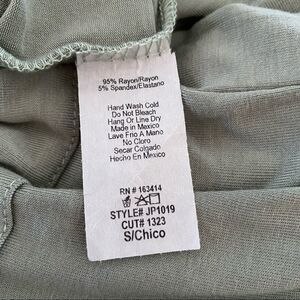 95% Rayon/Rayon
5% Spandex/Elastano
Hand Wash Cold
Do Not Bleach
Hang Or Line Dry
Made in Mexico
Lave Frio A Mano
No Cloro
Secar Colgado
Hecho En Mexico
RN # 163414
STYLE# JP1019
CUT# 1323
S/Chico